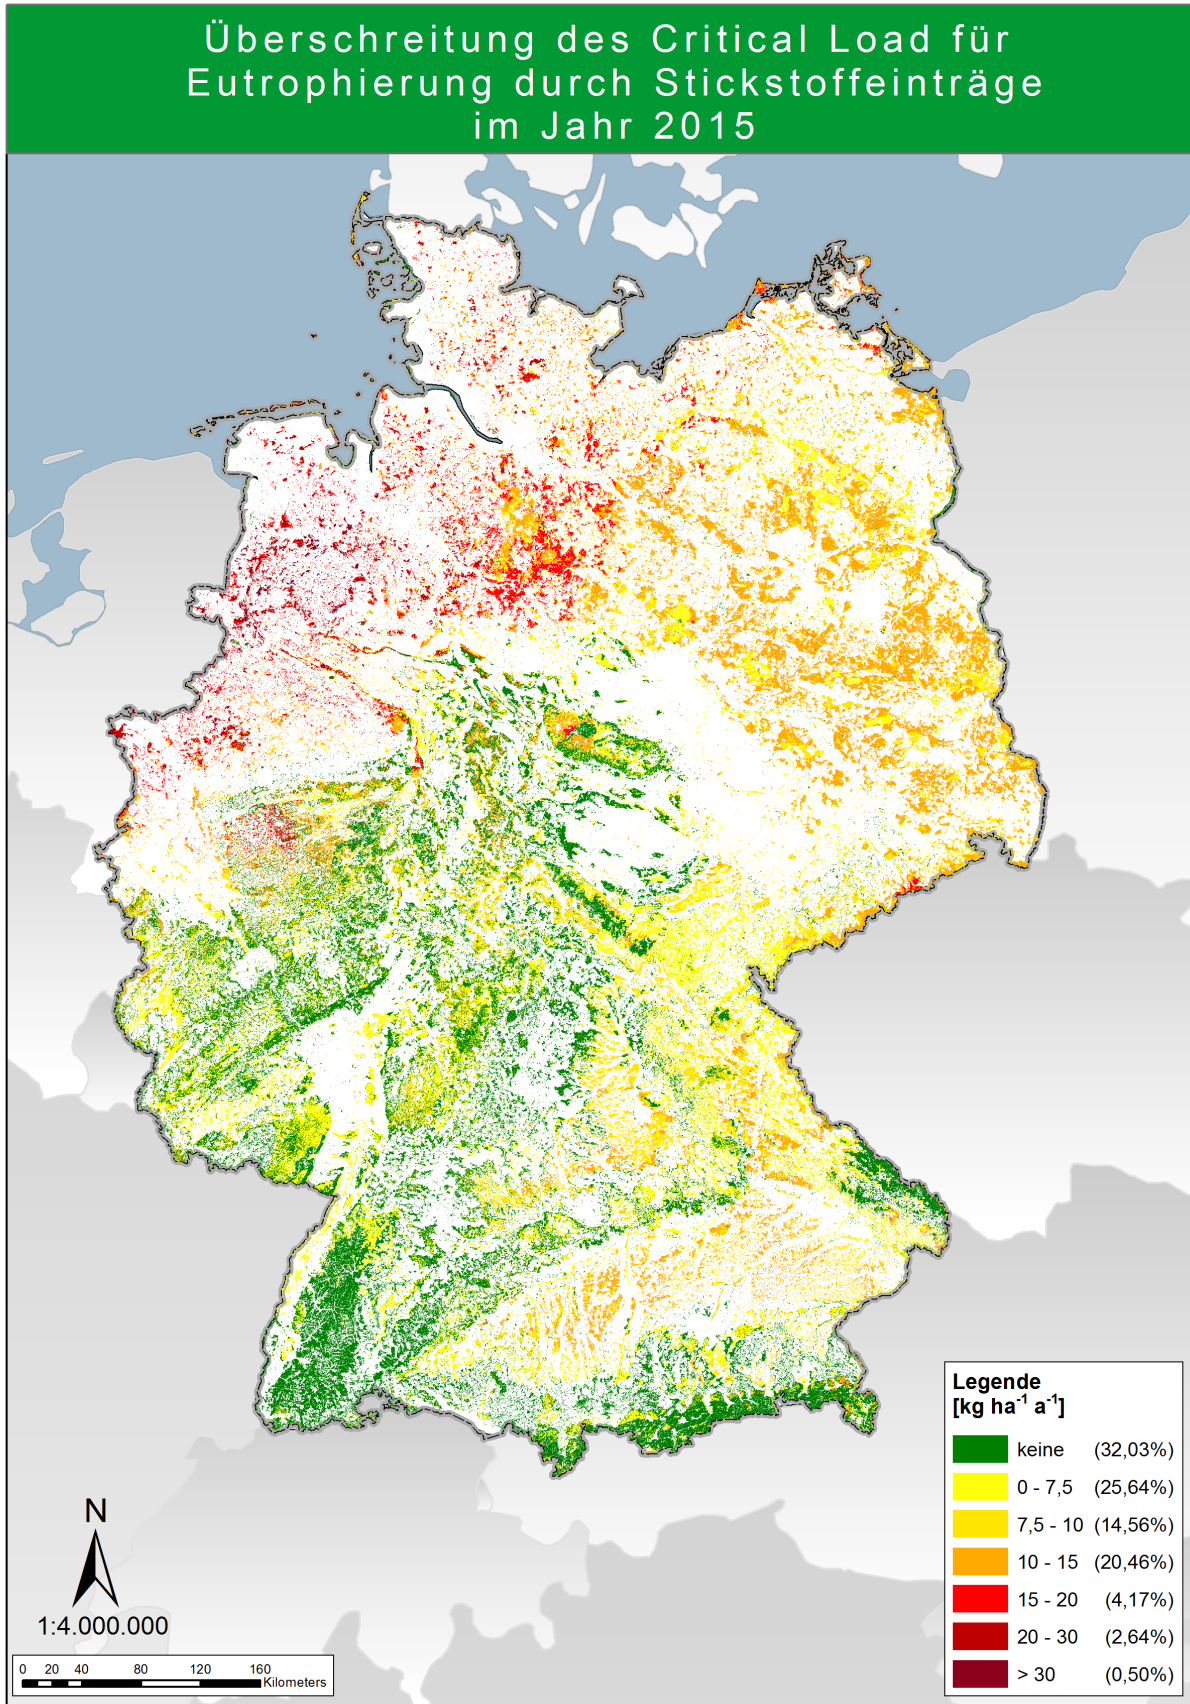 Überschreitung des Critical Load für
Eutrophierung durch Stickstoffeinträge
im Jahr 2015
Legende
[kg ha⁻¹ a⁻¹]
keine (32,03%)
0 - 7,5 (25,64%)
7,5 - 10 (14,56%)
10 - 15 (20,46%)
15 - 20 (4,17%)
20 - 30 (2,64%)
> 30 (0,50%)
N
1:4.000.000
0 20 40 80 120 160
Kilometers